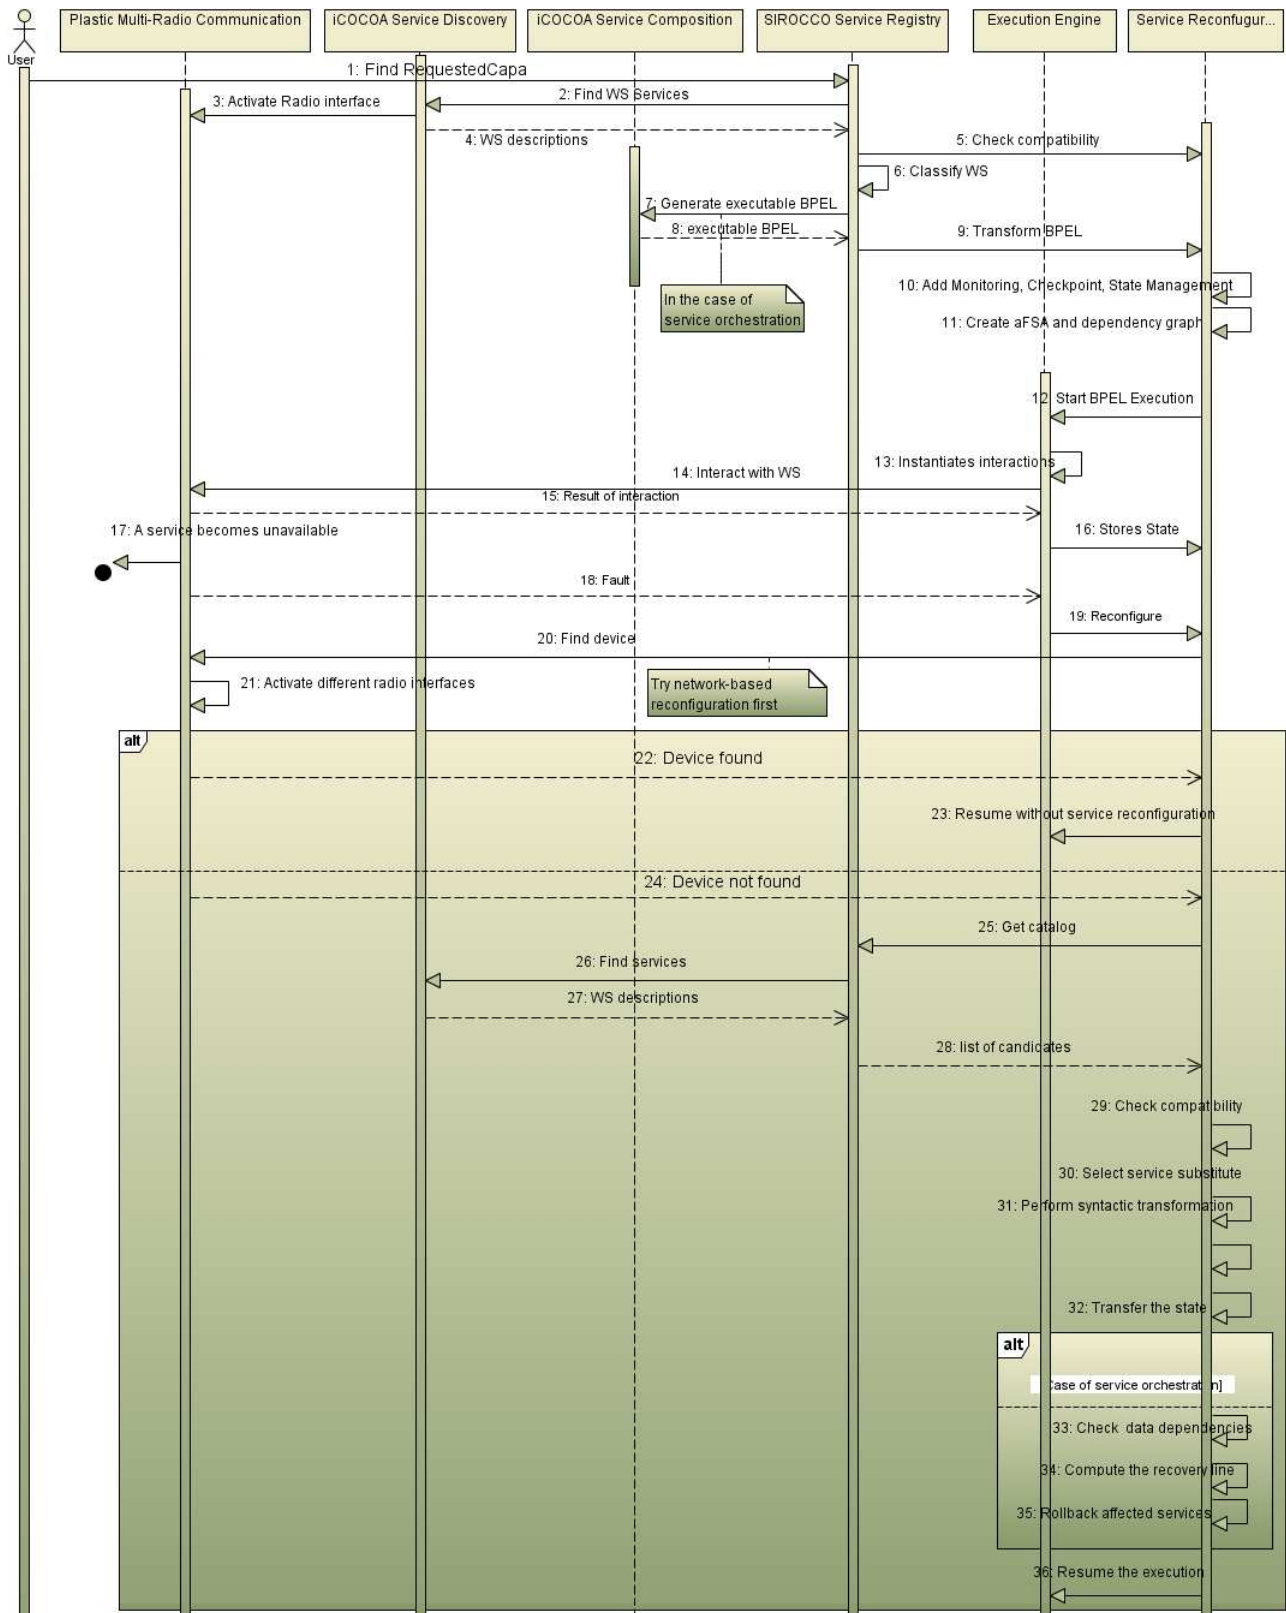 Plastic Multi-Radio Communication
iCOCOA Service Discovery
iCOCOA Service Composition
SIROCCO Service Registry
Execution Engine
Service Reconfugur...
User
1: Find RequestedCapa
2: Find WS Services
3: Activate Radio interface
4: WS descriptions
5: Check compatibility
6: Classify WS
7: Generate executable BPEL
8: executable BPEL
9: Transform BPEL
In the case of
service orchestration
10: Add Monitoring, Checkpoint, State Management
11: Create aFSA and dependency graph
12: Start BPEL Execution
13: Instantiates interactions
14: Interact with WS
15: Result of interaction
16: Stores State
17: A service becomes unavailable
18: Fault
19: Reconfigure
20: Find device
Try network-based
reconfiguration first
21: Activate different radio interfaces
alt
22: Device found
23: Resume without service reconfiguration
24: Device not found
25: Get catalog
26: Find services
27: WS descriptions
28: list of candidates
29: Check compatibility
30: Select service substitute
31: Perform syntactic transformation
32: Transfer the state
alt
[Case of service orchestration]
33: Check data dependencies
34: Compute the recovery line
35: Rollback affected services
36: Resume the execution